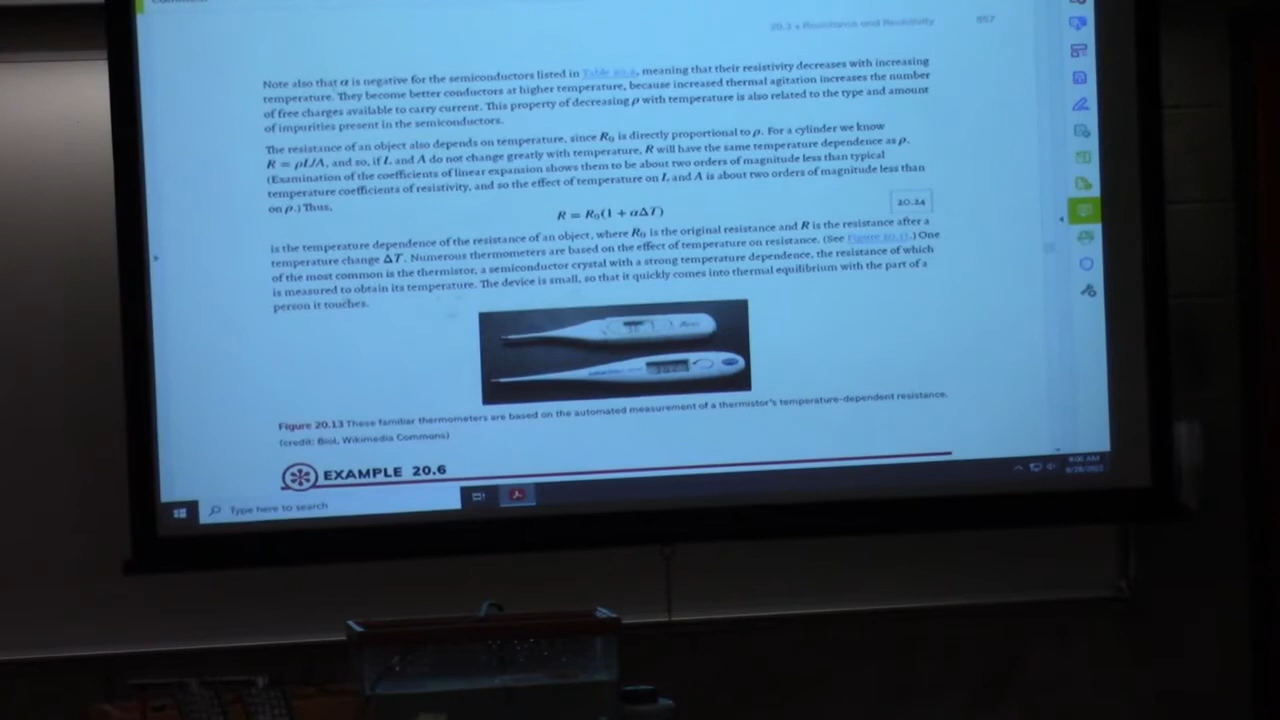 20.3 • Resistance and Resistivity 857
Note also that α is negative for the semiconductors listed in Table 20.2, meaning that their resistivity decreases with increasing
temperature. They become better conductors at higher temperature, because increased thermal agitation increases the number
of free charges available to carry current. This property of decreasing ρ with temperature is also related to the type and amount
of impurities present in the semiconductors.
The resistance of an object also depends on temperature, since R₀ is directly proportional to ρ. For a cylinder we know
R = ρL/A, and so, if L and A do not change greatly with temperature, R will have the same temperature dependence as ρ.
(Examination of the coefficients of linear expansion shows them to be about two orders of magnitude less than typical
temperature coefficients of resistivity, and so the effect of temperature on L and A is about two orders of magnitude less than
on ρ.) Thus,
R = R₀(1 + αΔT) 20.24
is the temperature dependence of the resistance of an object, where R₀ is the original resistance and R is the resistance after a
temperature change ΔT. Numerous thermometers are based on the effect of temperature on resistance. (See Figure 20.13.) One
of the most common is the thermistor, a semiconductor crystal with a strong temperature dependence, the resistance of which
is measured to obtain its temperature. The device is small, so that it quickly comes into thermal equilibrium with the part of a
person it touches.
Figure 20.13 These familiar thermometers are based on the automated measurement of a thermistor's temperature-dependent resistance.
(credit: Biol, Wikimedia Commons)
EXAMPLE 20.6
Type here to search
9:06 AM